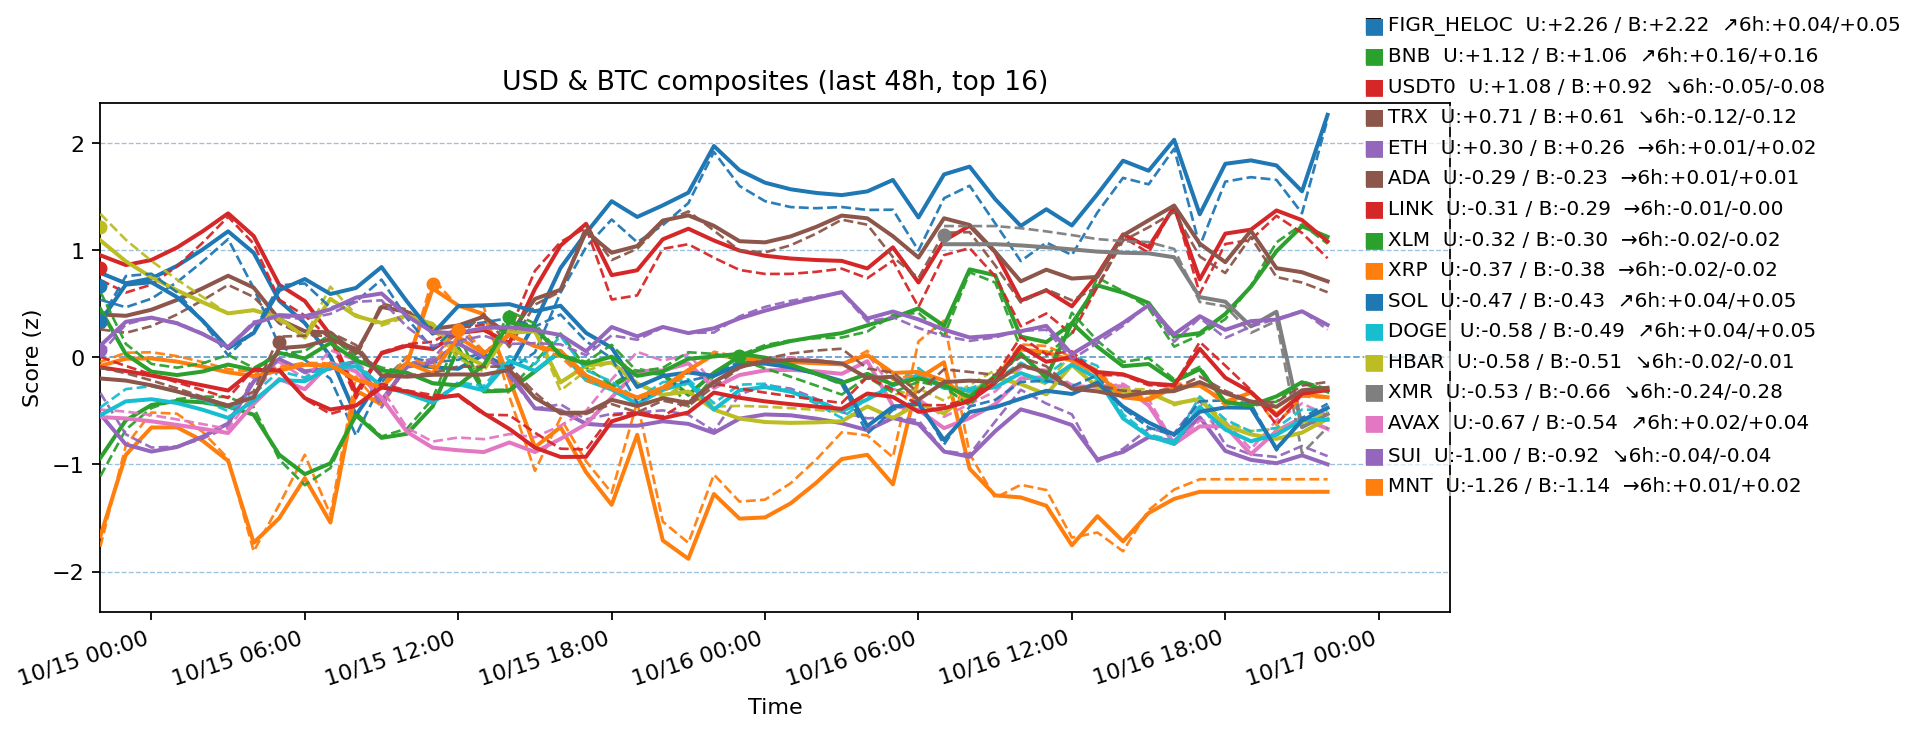 USD & BTC composites (last 48h, top 16)
FIGR_HELOC U:+2.26 / B:+2.22 ↗6h:+0.04/+0.05
BNB U:+1.12 / B:+1.06 ↗6h:+0.16/+0.16
USDT0 U:+1.08 / B:+0.92 ↘6h:-0.05/-0.08
TRX U:+0.71 / B:+0.61 ↘6h:-0.12/-0.12
ETH U:+0.30 / B:+0.26 →6h:+0.01/+0.02
ADA U:-0.29 / B:-0.23 →6h:+0.01/+0.01
LINK U:-0.31 / B:-0.29 →6h:-0.01/-0.00
XLM U:-0.32 / B:-0.30 →6h:-0.02/-0.02
XRP U:-0.37 / B:-0.38 →6h:-0.02/-0.02
SOL U:-0.47 / B:-0.43 ↗6h:+0.04/+0.05
DOGE U:-0.58 / B:-0.49 ↗6h:+0.04/+0.05
HBAR U:-0.58 / B:-0.51 ↘6h:-0.02/-0.01
XMR U:-0.53 / B:-0.66 ↘6h:-0.24/-0.28
AVAX U:-0.67 / B:-0.54 ↗6h:+0.02/+0.04
SUI U:-1.00 / B:-0.92 ↘6h:-0.04/-0.04
MNT U:-1.26 / B:-1.14 →6h:+0.01/+0.02
Score (z)
2
1
0
−1
−2
10/15 00:00
10/15 06:00
10/15 12:00
10/15 18:00
10/16 00:00
10/16 06:00
10/16 12:00
10/16 18:00
10/17 00:00
Time